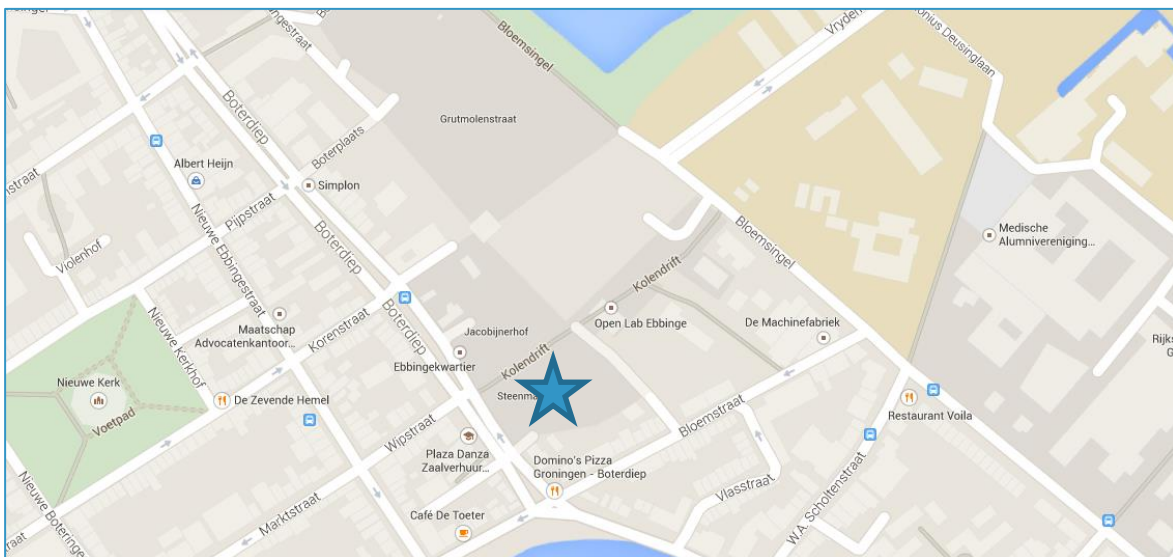 Boterdiep
Bloemsingel
Grutmolenstraat
Boterplaats
Albert Heijn
Simplon
Pijpstraat
Violenhof
Nieuwe Ebbingestraat
Boterdiep
Kolendrift
Bloemsingel
Medische
Alumnivereniging...
Maatschap
Advocatenkantoor...
Korenstraat
Boterdiep
Jacobijnerhof
Open Lab Ebbinge
De Machinefabriek
Nieuwe Kerkhof
Ebbingekwartier
Kolendrift
Nieuwe Kerk
De Zevende Hemel
Voetpad
Bloemstraat
Restaurant Voila
Wipstraat
Plaza Danza
Zaalverhuur...
Domino's Pizza
Groningen - Boterdiep
Vlasstraat
W.A. Scholtenstraat
Café De Toeter
Marktstraat